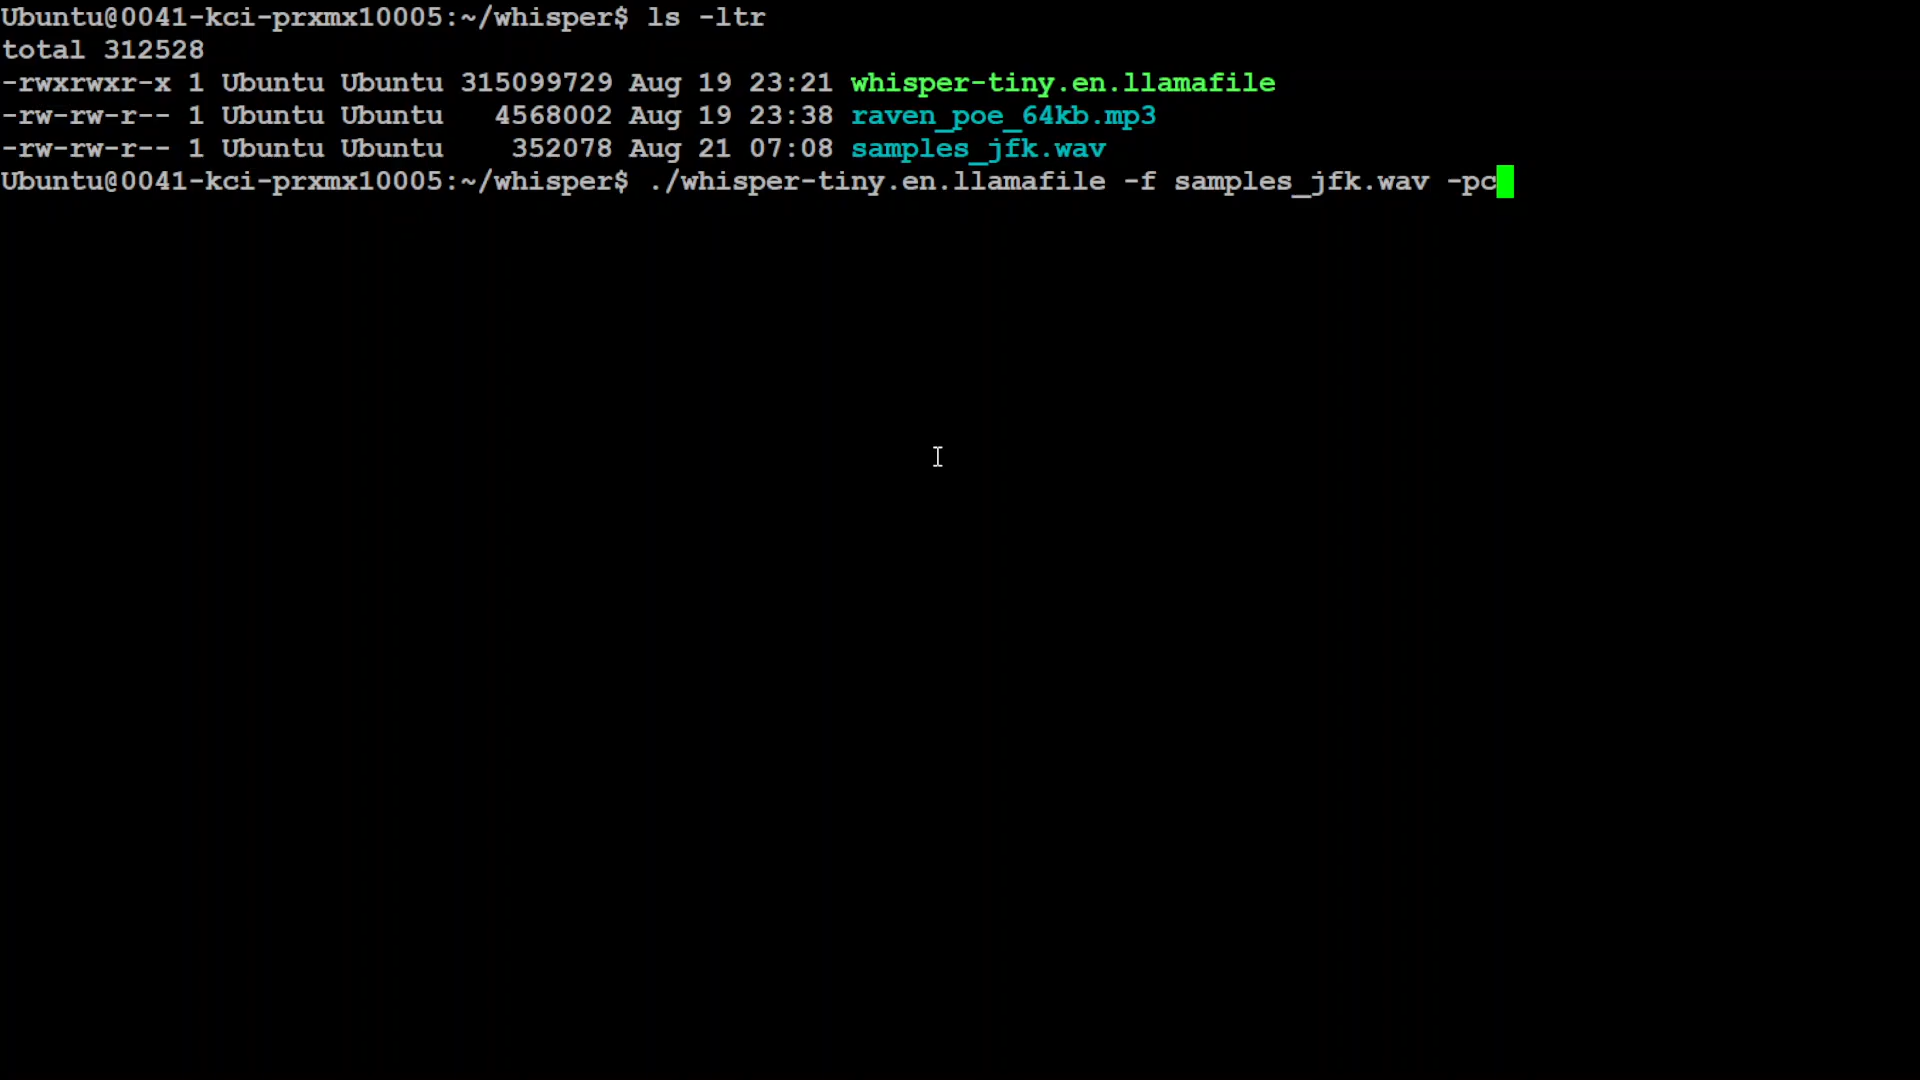 Ubuntu@0041-kci-prxmx10005:~/whisper$ ls -ltr
total 312528
-rwxrwxr-x 1 Ubuntu Ubuntu 315099729 Aug 19 23:21 whisper-tiny.en.llamafile
-rw-rw-r-- 1 Ubuntu Ubuntu   4568002 Aug 19 23:38 raven_poe_64kb.mp3
-rw-rw-r-- 1 Ubuntu Ubuntu    352078 Aug 21 07:08 samples_jfk.wav
Ubuntu@0041-kci-prxmx10005:~/whisper$ ./whisper-tiny.en.llamafile -f samples_jfk.wav -pc